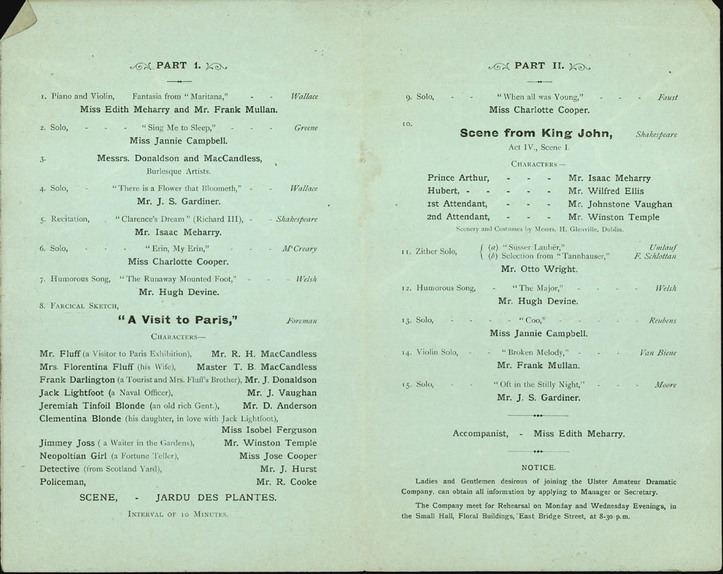 PART I.
1. Piano and Violin, Fantasia from "Maritana," - - Wallace
Miss Edith Meharry and Mr. Frank Mullan.
2. Solo, - - - "Sing Me to Sleep," - - - Greene
Miss Jannie Campbell.
3. Messrs. Donaldson and MacCandless,
Burlesque Artists.
4. Solo, - "There is a Flower that Bloometh," - - Wallace
Mr. J. S. Gardiner.
5. Recitation, "Clarence's Dream" (Richard III), - - Shakespeare
Mr. Isaac Meharry.
6. Solo, - - - "Erin, My Erin," - - - McCreary
Miss Charlotte Cooper.
7. Humorous Song, "The Runaway Mounted Foot," - Welsh
Mr. Hugh Devine.
8. Farcical Sketch,
"A Visit to Paris," Foreman
Characters—
Mr. Fluff (a Visitor to Paris Exhibition), Mr. R. H. MacCandless
Mrs. Florentina Fluff (his Wife), Master T. B. MacCandless
Frank Darlington (a Tourist and Mrs. Fluff's Brother), Mr. J. Donaldson
Jack Lightfoot (a Naval Officer), Mr. J. Vaughan
Jeremiah Tinfoil Blonde (an old rich Gent.), Mr. D. Anderson
Clementina Blonde (his daughter, in love with Jack Lightfoot),
Miss Isobel Ferguson
Jimmey Joss ( a Waiter in the Gardens), Mr. Winston Temple
Neopoltian Girl (a Fortune Teller), Miss Jose Cooper
Detective (from Scotland Yard), Mr. J. Hurst
Policeman, Mr. R. Cooke
SCENE, - JARDU DES PLANTES.
Interval of 10 Minutes.
PART II.
9. Solo, - - "When all was Young," - - - Faust
Miss Charlotte Cooper.
10.
Scene from King John, Shakespeare
Act IV., Scene I.
Characters—
Prince Arthur, - - - Mr. Isaac Meharry
Hubert, - - - - - Mr. Wilfred Ellis
1st Attendant, - - - Mr. Johnstone Vaughan
2nd Attendant, - - - Mr. Winston Temple
Scenery and Costumes by Messrs. H. Glenville, Dublin.
11. Zither Solo, (a) "Susser Lauber," Umlauf
(b) Selection from "Tannhauser," F. Schlottan
Mr. Otto Wright.
12. Humorous Song, - "The Major," - - - Welsh
Mr. Hugh Devine.
13. Solo, - - - "Coo," - - - Reubens
Miss Jannie Campbell.
14. Violin Solo, - - "Broken Melody," - - Van Biene
Mr. Frank Mullan.
15. Solo, - - "Oft in the Stilly Night," - - Moore
Mr. J. S. Gardiner.
Accompanist, - Miss Edith Meharry.
NOTICE.
Ladies and Gentlemen desirous of joining the Ulster Amateur Dramatic
Company, can obtain all information by applying to Manager or Secretary.
The Company meet for Rehearsal on Monday and Wednesday Evenings, in
the Small Hall, Floral Buildings, East Bridge Street, at 8-30 p.m.